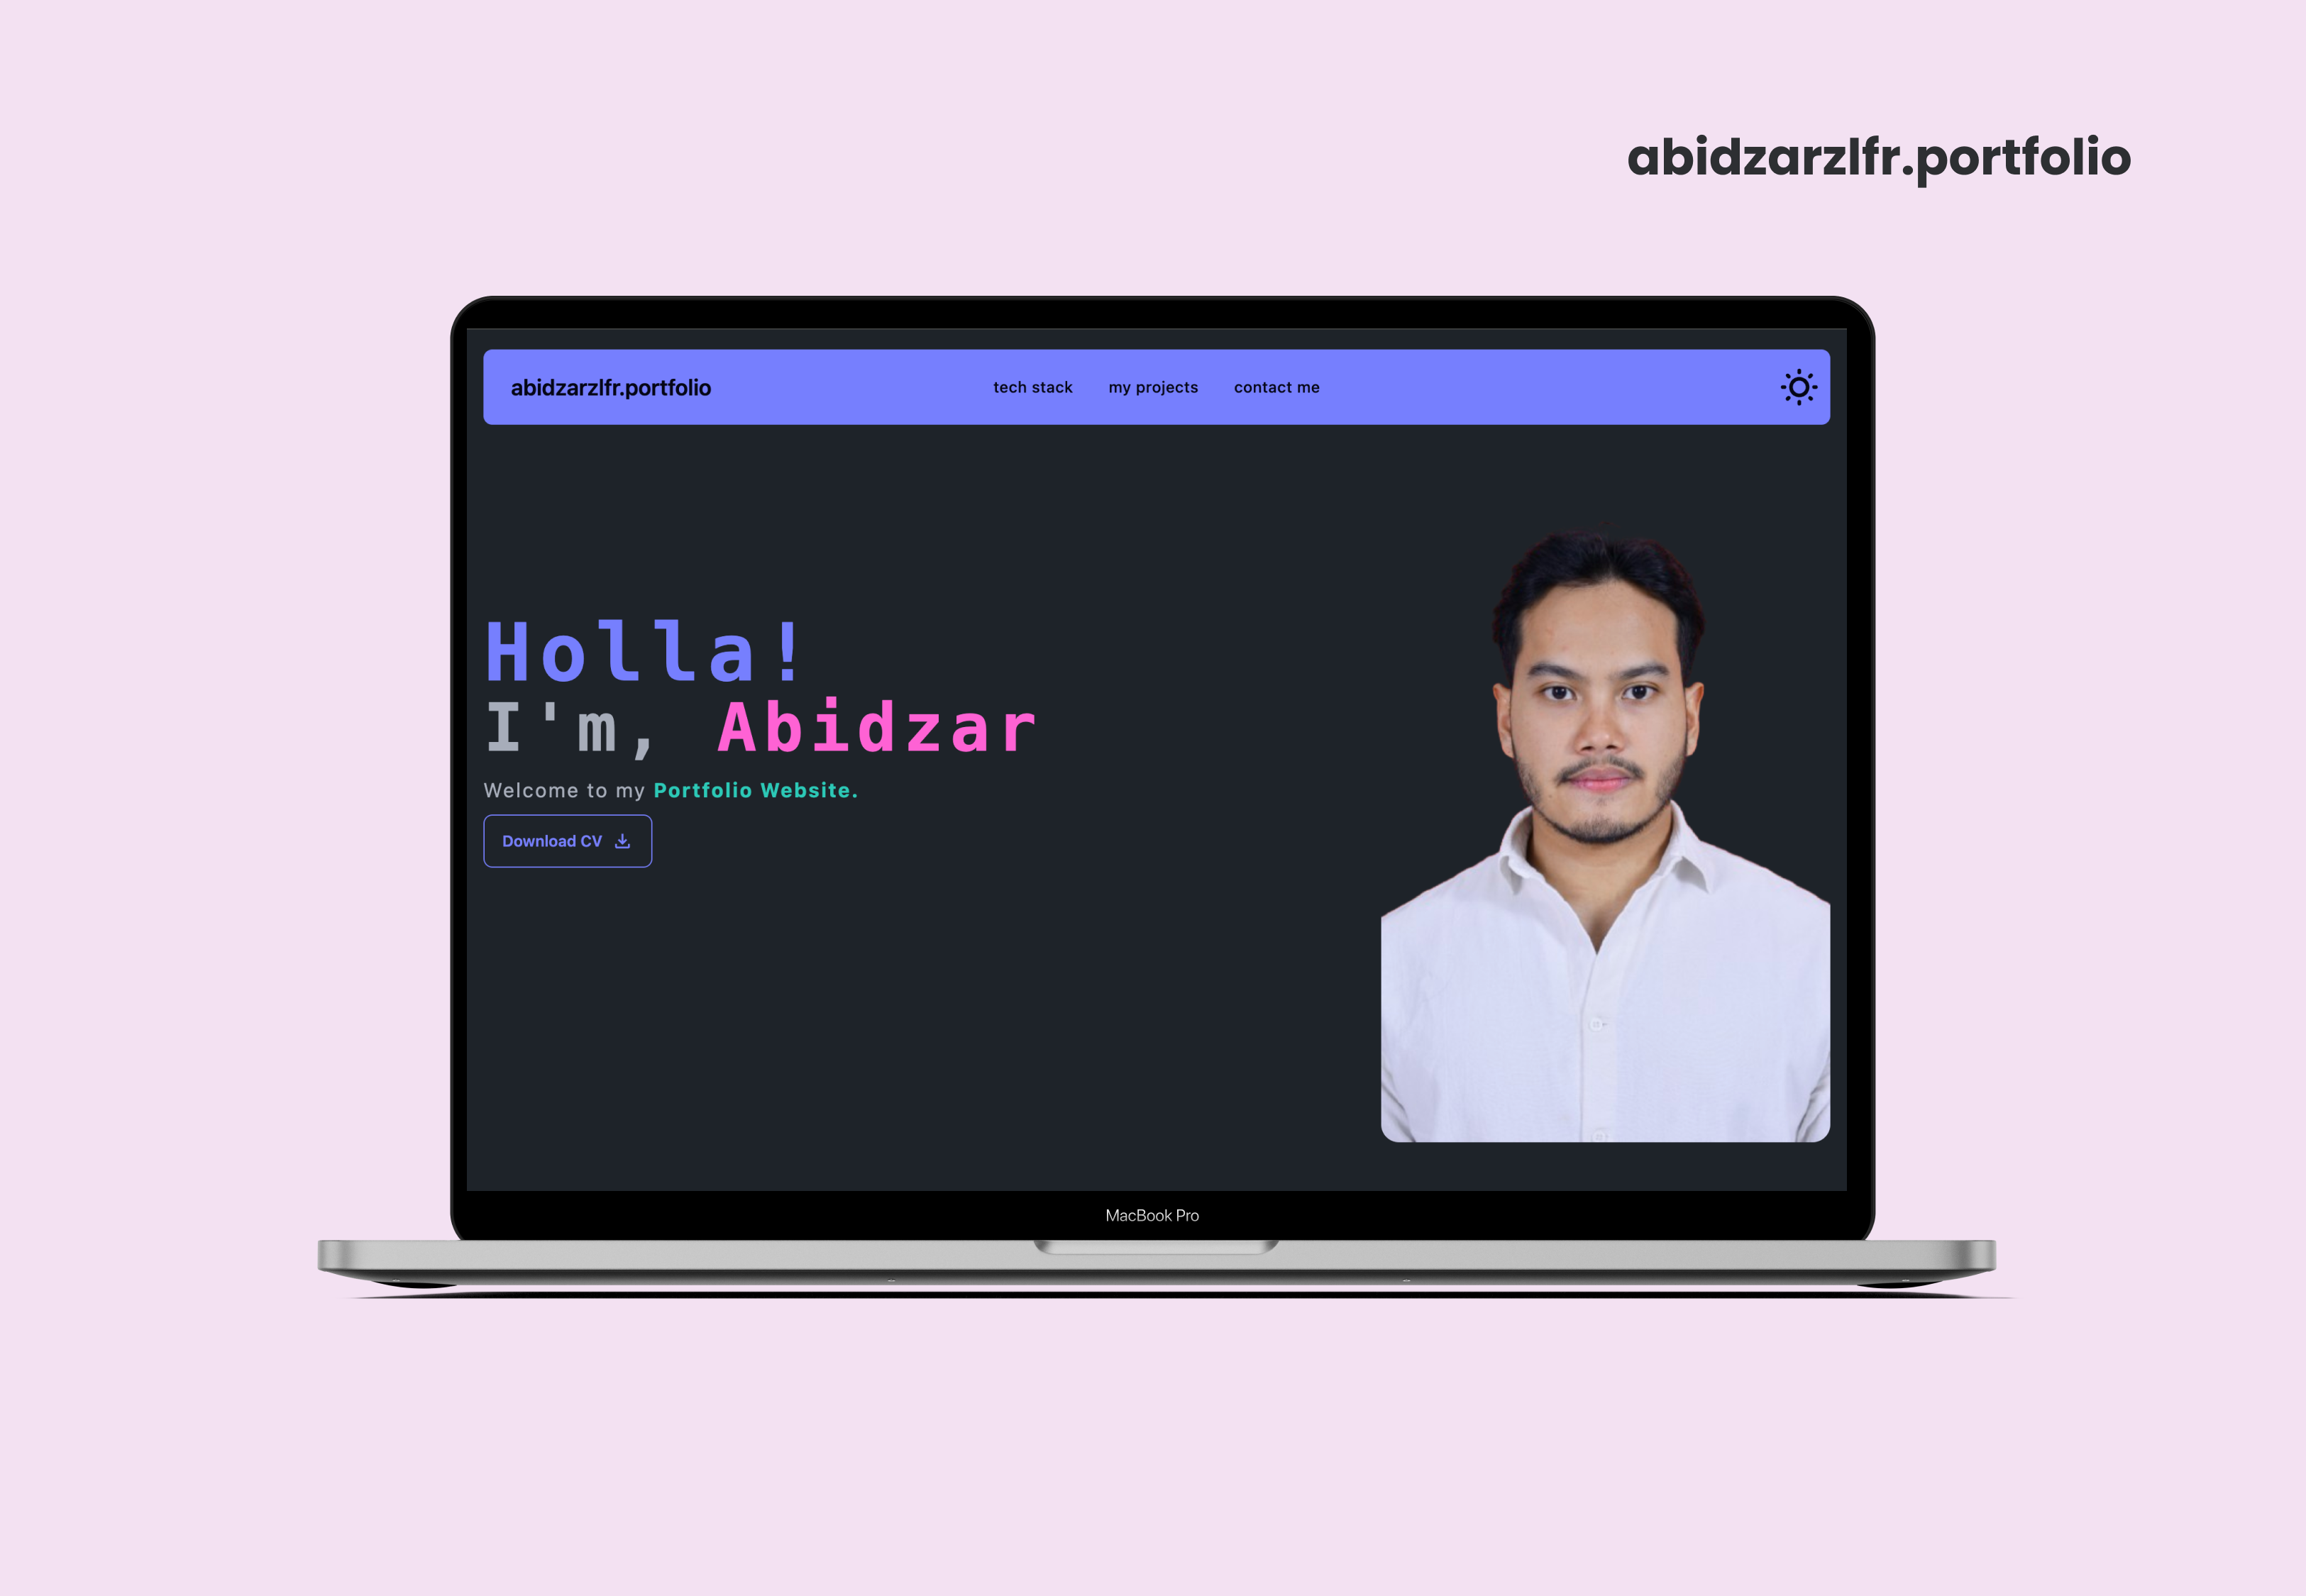 abidzarzlfr.portfolio
abidzarzlfr.portfolio tech stack my projects contact me
Holla!
I'm, Abidzar
Welcome to my Portfolio Website.
Download CV
MacBook Pro